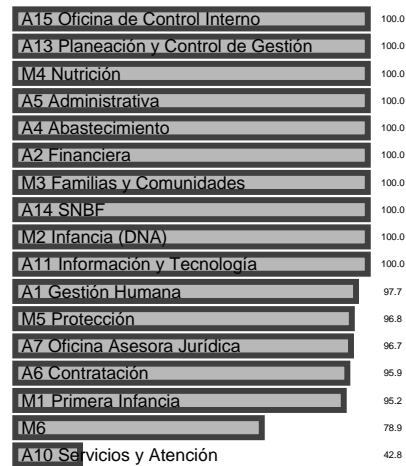 A15 Oficina de Control Interno 100.0
A13 Planeación y Control de Gestión 100.0
M4 Nutrición 100.0
A5 Administrativa 100.0
A4 Abastecimiento 100.0
A2 Financiera 100.0
M3 Familias y Comunidades 100.0
A14 SNBF 100.0
M2 Infancia (DNA) 100.0
A11 Información y Tecnología 100.0
A1 Gestión Humana 97.7
M5 Protección 96.8
A7 Oficina Asesora Jurídica 96.7
A6 Contratación 95.9
M1 Primera Infancia 95.2
M6 78.9
A10 Servicios y Atención 42.8